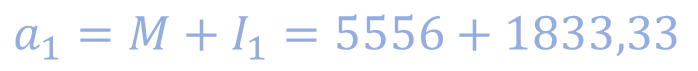 a₁ = M + I₁ = 5556 + 1833,33